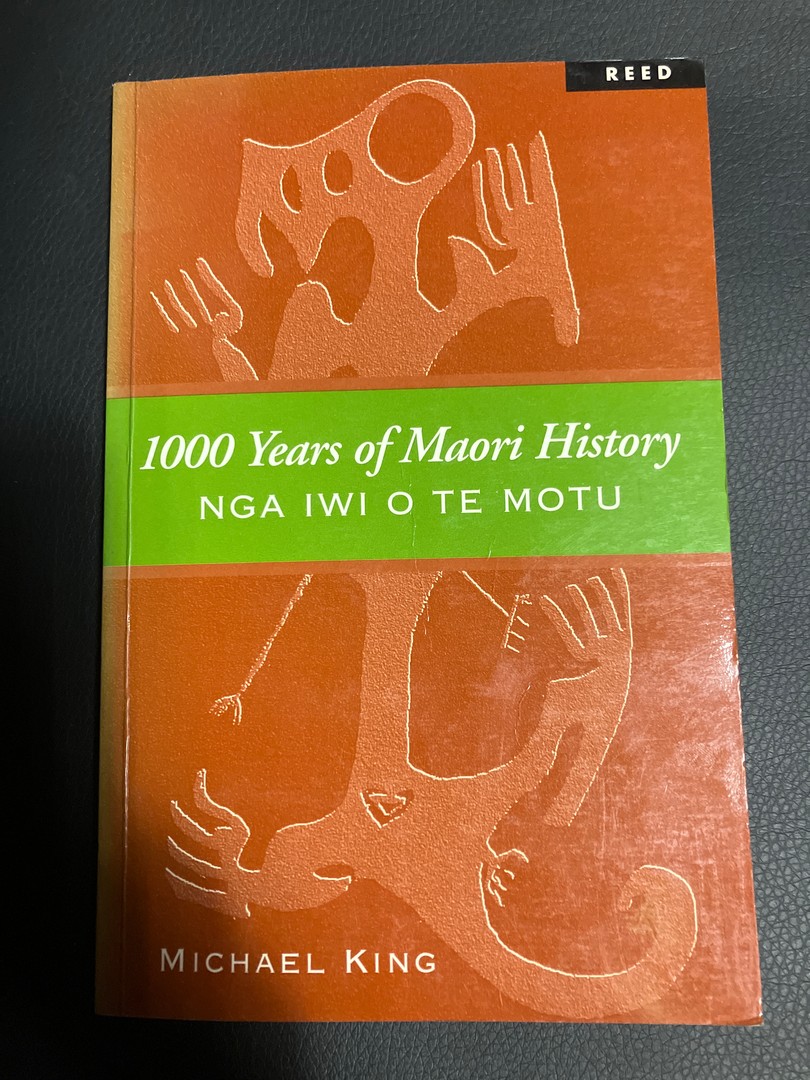 REED
1000 Years of Maori History
NGA IWI O TE MOTU
MICHAEL KING